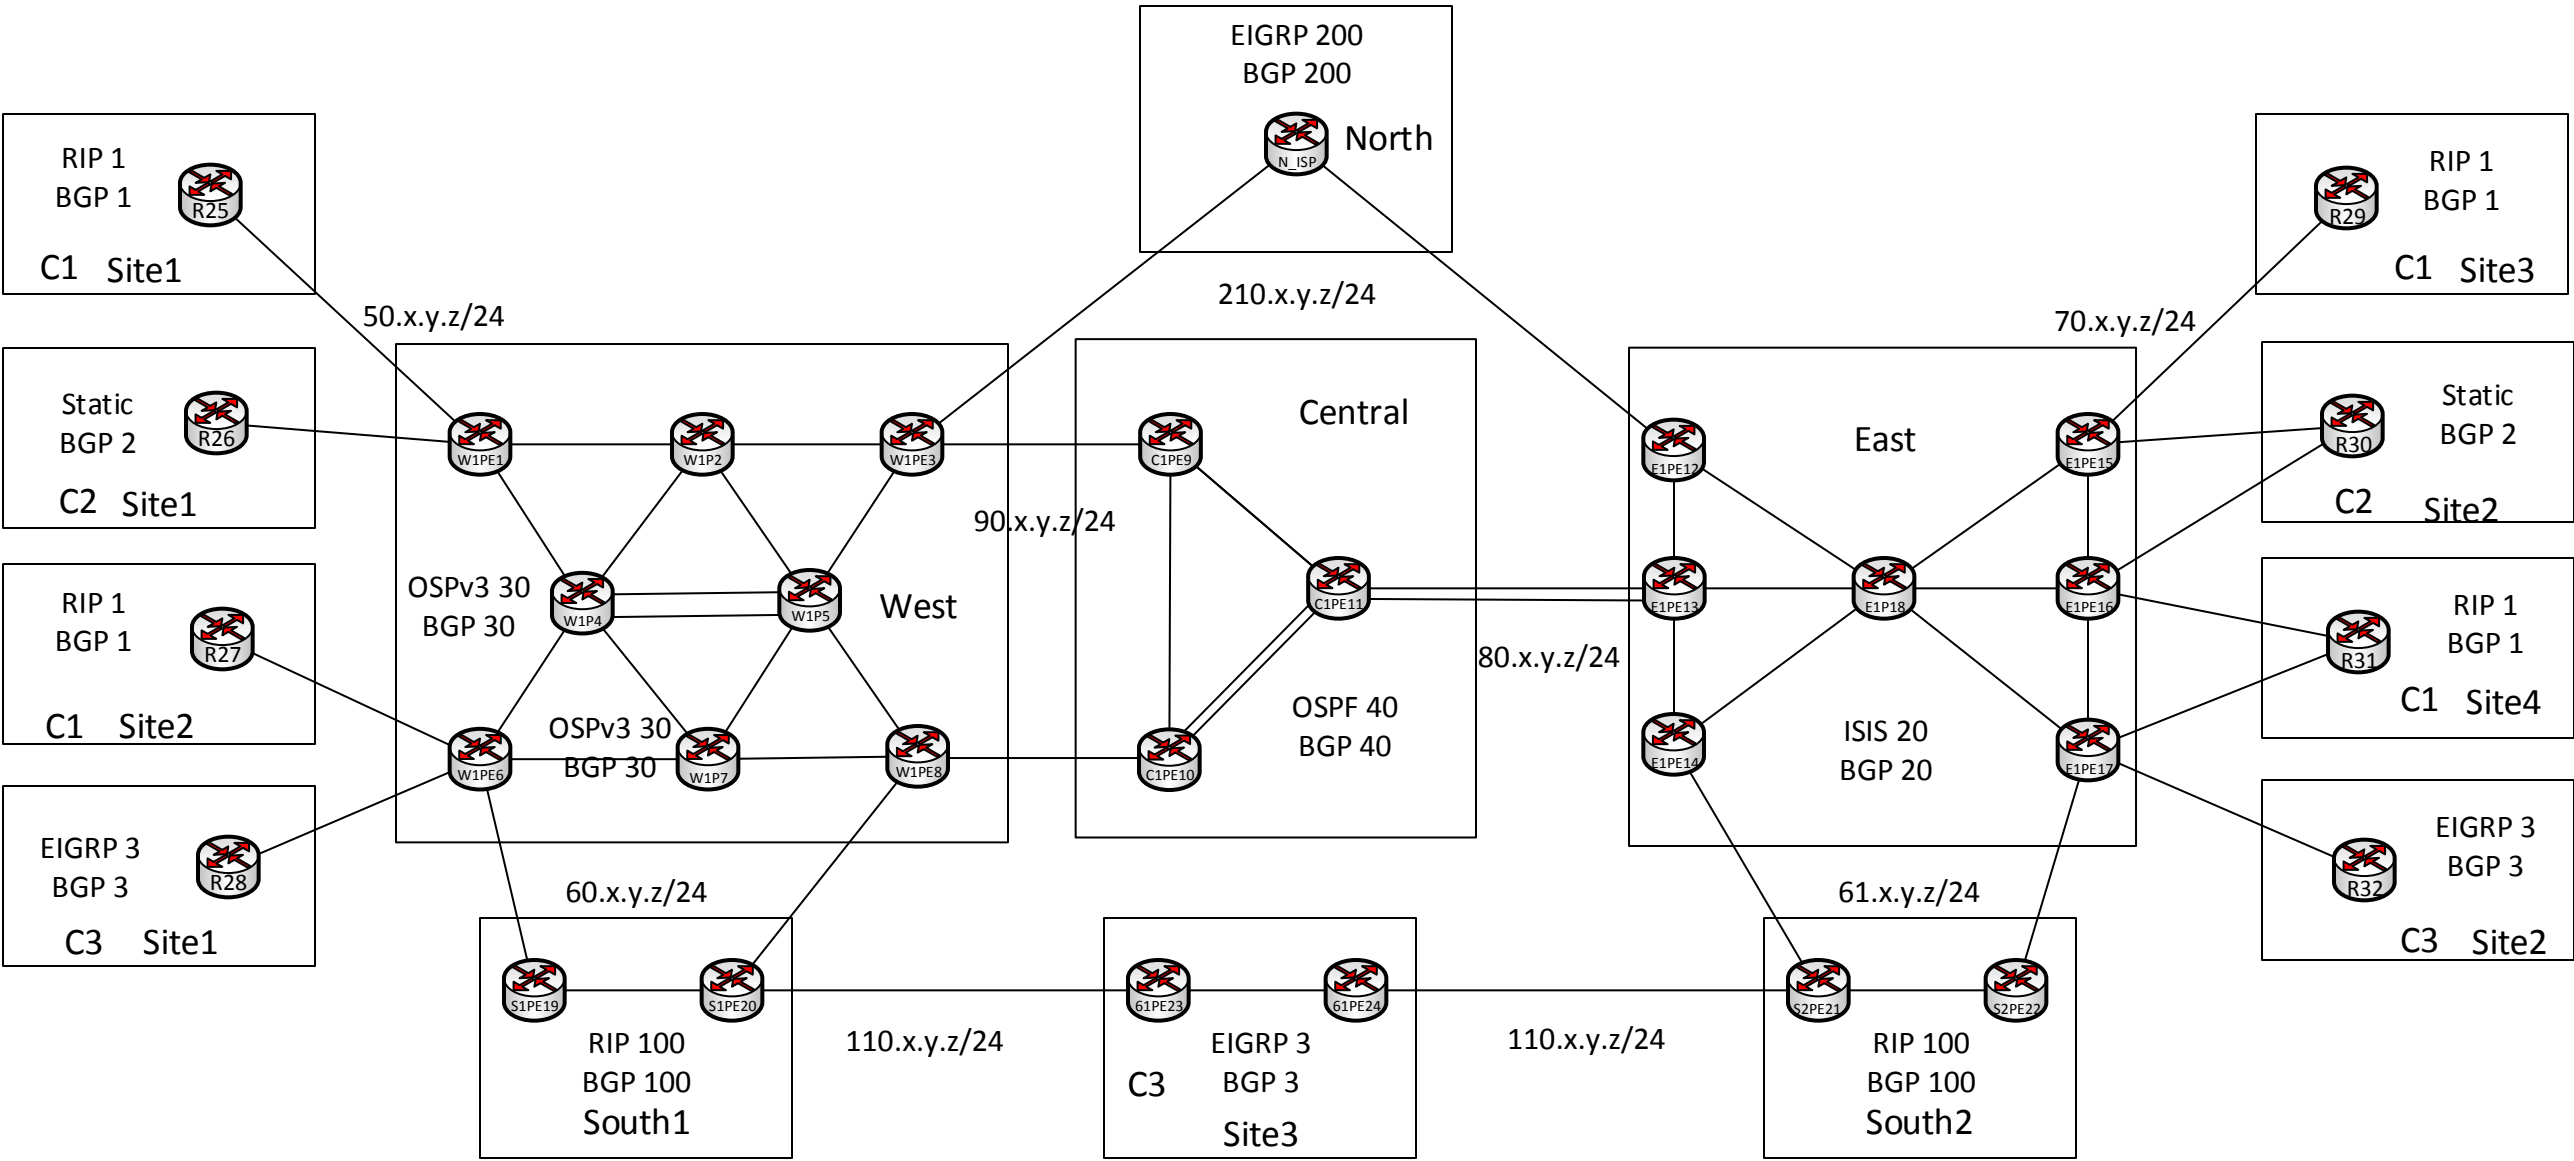 EIGRP 200
BGP 200
N_ISP
North
RIP 1
BGP 1
R25
C1 Site1
RIP 1
BGP 1
R29
C1 Site3
50.x.y.z/24
210.x.y.z/24
70.x.y.z/24
Static
BGP 2
R26
C2 Site1
Static
BGP 2
R30
C2 Site2
RIP 1
BGP 1
R27
C1 Site2
RIP 1
BGP 1
R31
C1 Site4
EIGRP 3
BGP 3
R28
C3 Site1
EIGRP 3
BGP 3
R32
C3 Site2
W1PE1
W1P2
W1PE3
OSPv3 30
BGP 30
W1P4
W1P5
West
OSPv3 30
BGP 30
W1PE6
W1P7
W1PE8
90.x.y.z/24
Central
C1PE9
C1PE11
C1PE10
OSPF 40
BGP 40
80.x.y.z/24
East
E1PE12
E1PE15
E1PE13
E1P18
E1PE16
E1PE14
E1PE17
ISIS 20
BGP 20
60.x.y.z/24
61.x.y.z/24
S1PE19
S1PE20
RIP 100
BGP 100
South1
110.x.y.z/24
61PE23
61PE24
EIGRP 3
BGP 3
C3
Site3
110.x.y.z/24
S2PE21
S2PE22
RIP 100
BGP 100
South2